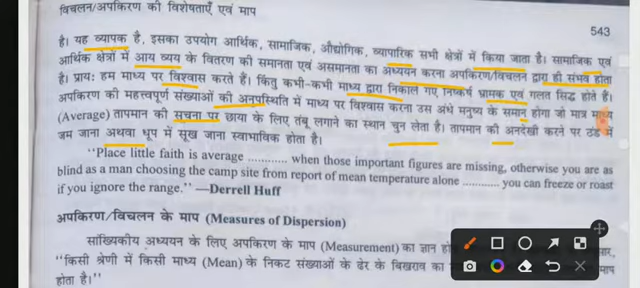 विचलन/अपकिरण की विशेषताएँ एवं माप
543
है। यह व्यापक है, इसका उपयोग आर्थिक, सामाजिक, औद्योगिक, व्यापारिक सभी क्षेत्रों में किया जाता है। सामाजिक एवं
आर्थिक क्षेत्रों में आय व्यय के वितरण की समानता एवं असमानता का अध्ययन करना अपकिरण/विचलन द्वारा ही संभव होता
है। प्रायः हम माध्य पर विश्वास करते हैं। किंतु कभी-कभी माध्य द्वारा निकाले गए निष्कर्ष भ्रामक एवं गलत सिद्ध होते हैं।
अपकिरण की महत्वपूर्ण संख्याओं की अनुपस्थिति में माध्य पर विश्वास करना उस अंधे मनुष्य के समान होगा जो मात्र माध्य
(Average) तापमान की सूचना पर छाया के लिए तंबू लगाने का स्थान चुन लेता है। तापमान की अनदेखी करने पर ठंड में
जम जाना अथवा धूप में सूख जाना स्वाभाविक होता है।
"Place little faith is average ............ when those important figures are missing, otherwise you are as
blind as a man choosing the camp site from report of mean temperature alone ............ you can freeze or roast
if you ignore the range." —Derrell Huff
अपकिरण/विचलन के माप (Measures of Dispersion)
सांख्यिकीय अध्ययन के लिए अपकिरण के माप (Measurement) का ज्ञान
"किसी श्रेणी में किसी माध्य (Mean) के निकट संख्याओं के ढेर के बिखराव का माप
होता है।"